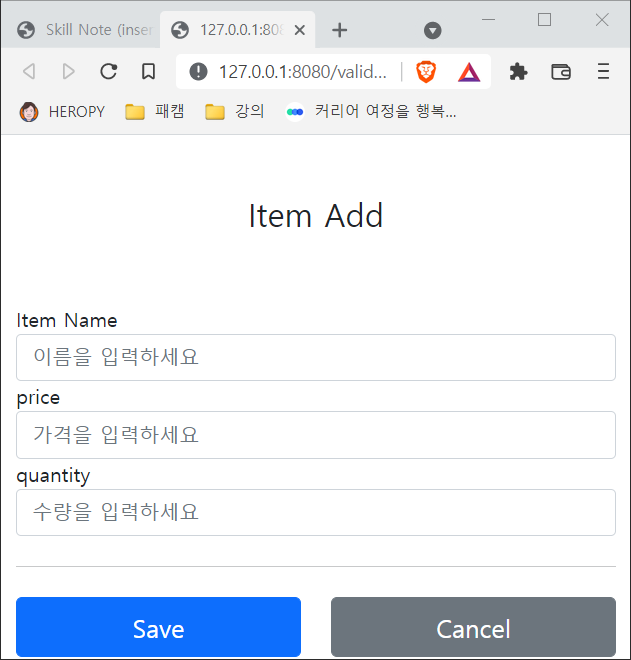 Skill Note (inser
127.0.0.1:808
127.0.0.1:8080/valid...
HEROPY 패캠 강의 커리어 여정을 행복...
Item Add
Item Name
이름을 입력하세요
price
가격을 입력하세요
quantity
수량을 입력하세요
Save
Cancel